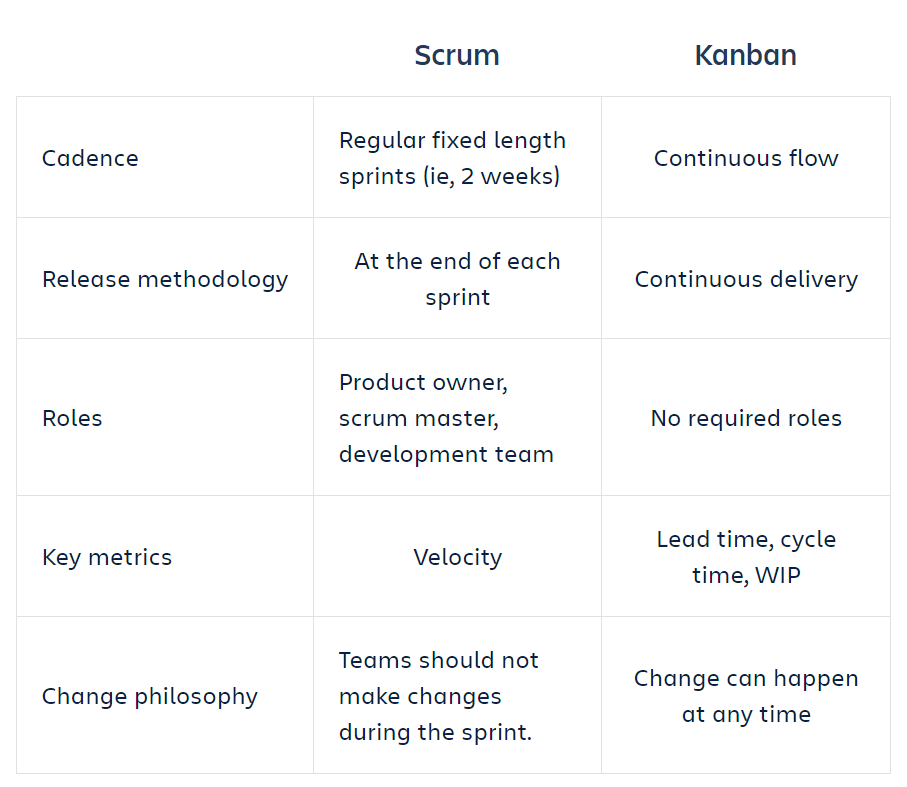 Scrum
Kanban
Cadence
Regular fixed length
sprints (ie, 2 weeks)
Continuous flow
Release methodology
At the end of each
sprint
Continuous delivery
Roles
Product owner,
scrum master,
development team
No required roles
Key metrics
Velocity
Lead time, cycle
time, WIP
Change philosophy
Teams should not
make changes
during the sprint.
Change can happen
at any time